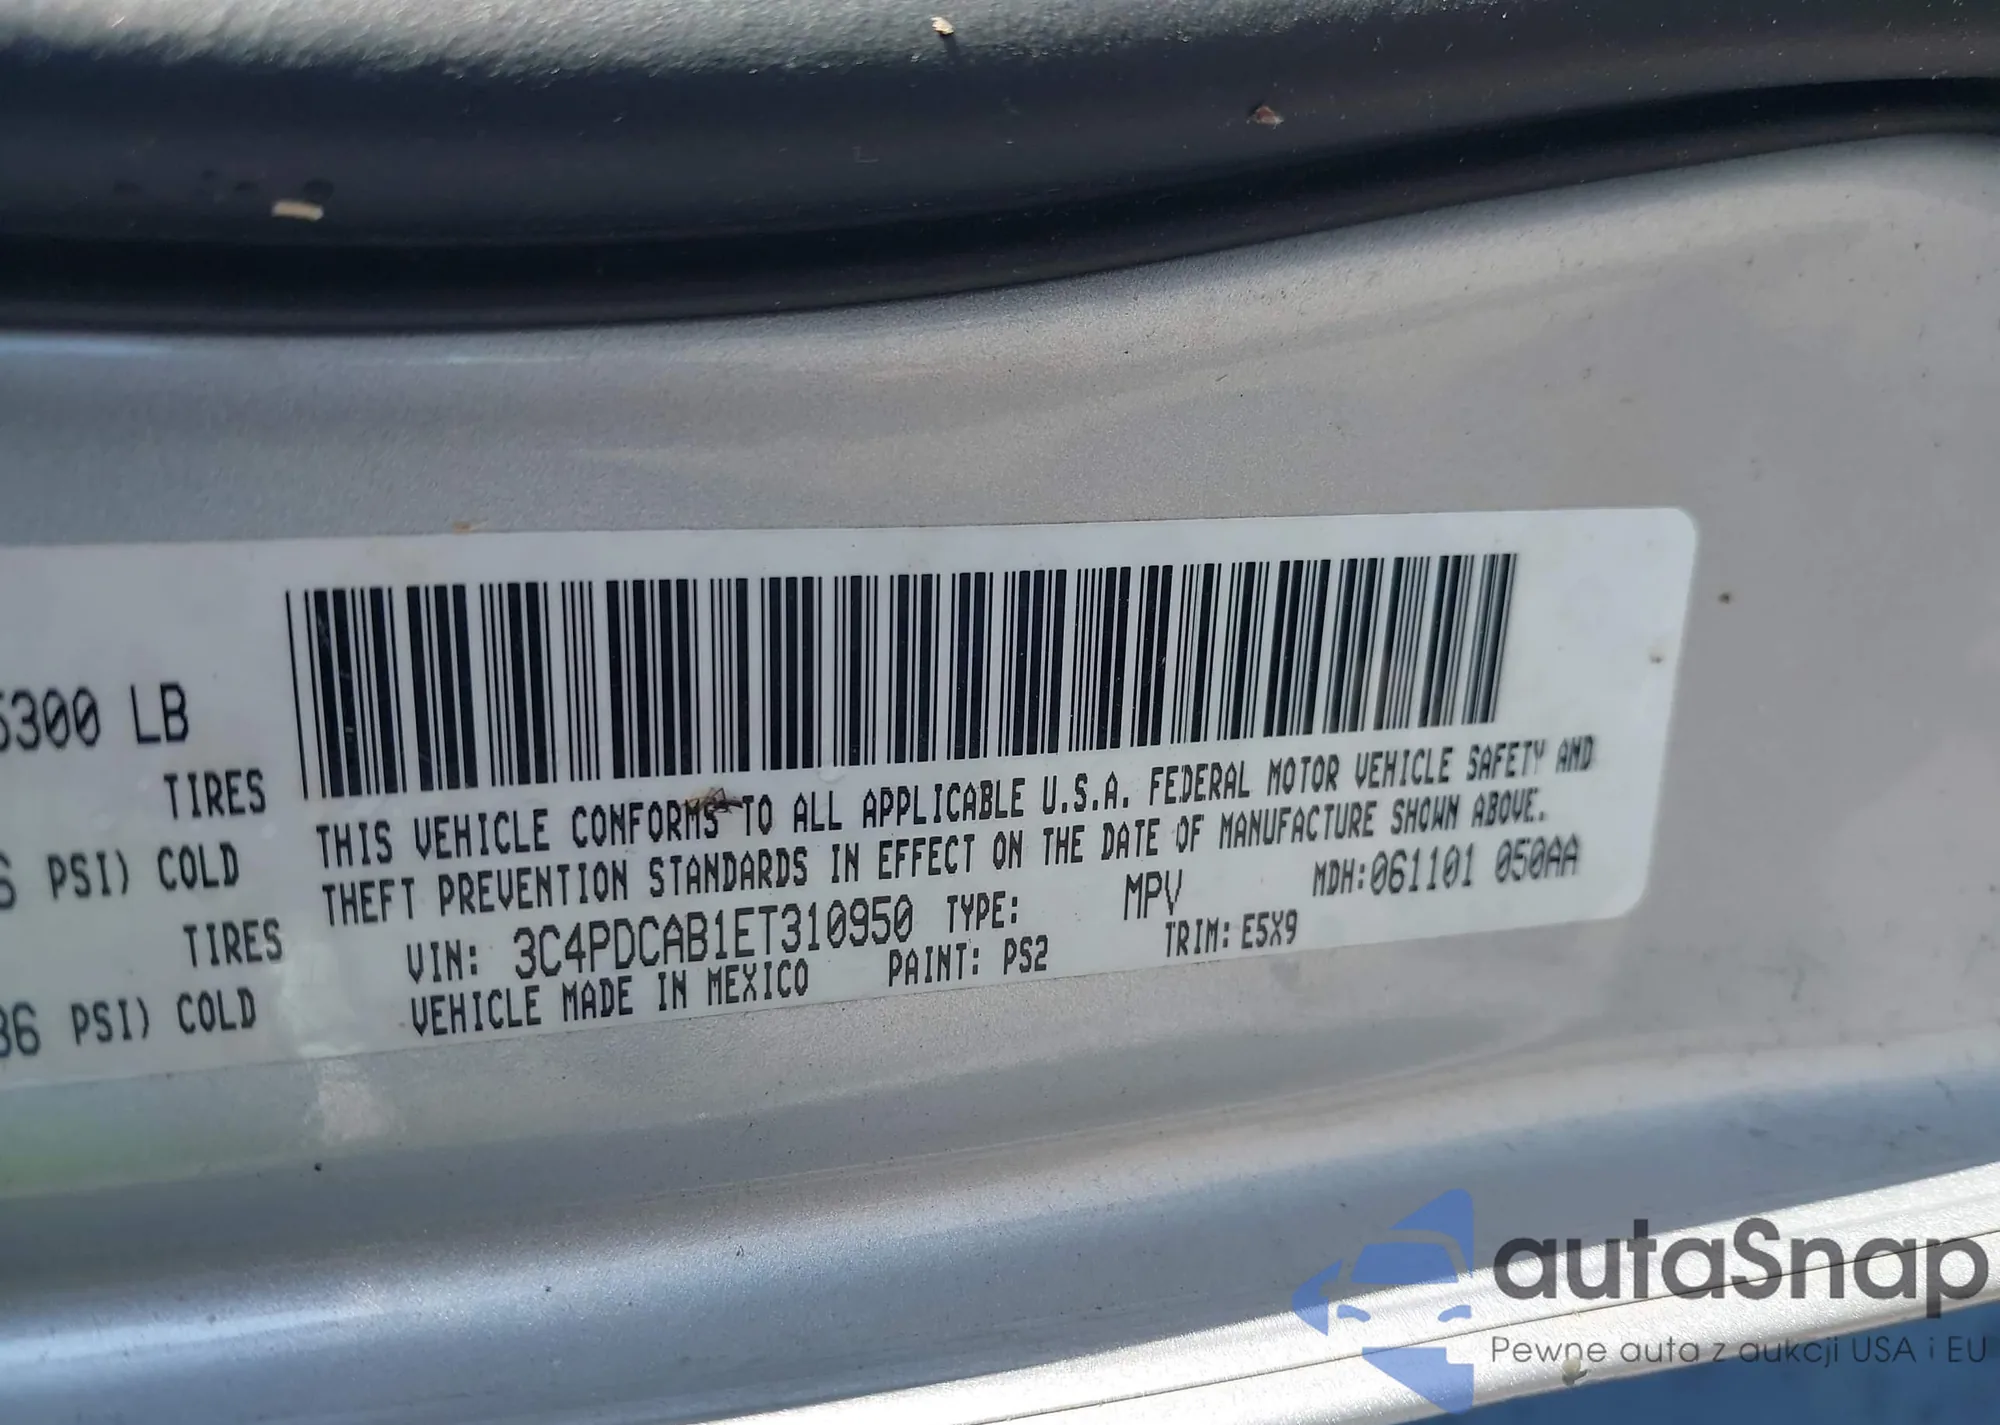 5300 LB
TIRES
6 PSI) COLD
TIRES
36 PSI) COLD
THIS VEHICLE CONFORMS TO ALL APPLICABLE U.S.A. FEDERAL MOTOR VEHICLE SAFETY AND
THEFT PREVENTION STANDARDS IN EFFECT ON THE DATE OF MANUFACTURE SHOWN ABOVE.
VIN: 3C4PDCAB1ET310950 TYPE: MPV MDH:061101 050AA
VEHICLE MADE IN MEXICO PAINT: PS2 TRIM: E5X9
autaSnap
Pewne auta z aukcji USA i EU